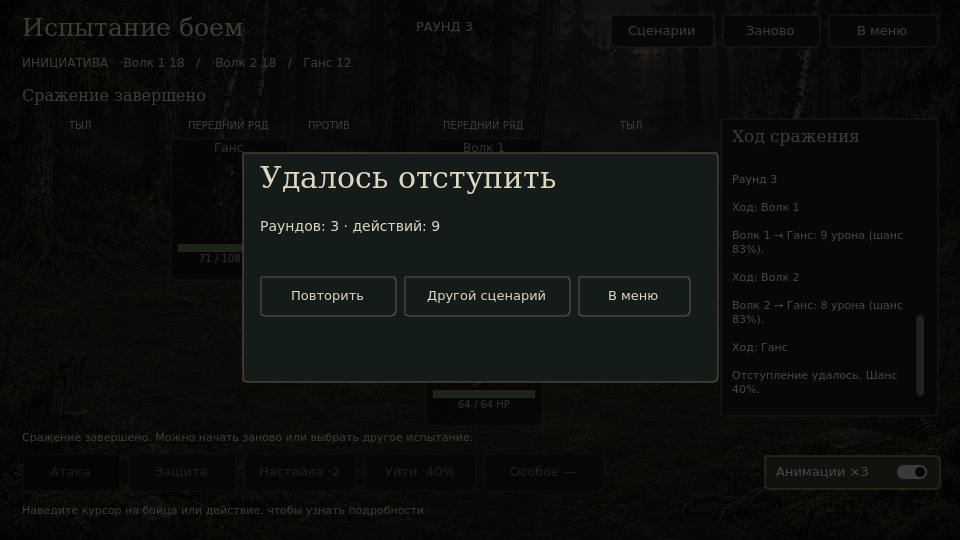 Испытание боем
РАУНД 3
Сценарии
Заново
В меню
ИНИЦИАТИВА ·Волк 1 18 / ·Волк 2 18 / Ганс 12
Сражение завершено
ТЫЛ
ПЕРЕДНИЙ РЯД
ПРОТИВ
ПЕРЕДНИЙ РЯД
ТЫЛ
Ганс
Волк 1
71 / 108
Удалось отступить
Раундов: 3 · действий: 9
Повторить
Другой сценарий
В меню
64 / 64 HP
Ход сражения
Раунд 3
Ход: Волк 1
Волк 1 → Ганс: 9 урона (шанс
83%).
Ход: Волк 2
Волк 2 → Ганс: 8 урона (шанс
83%).
Ход: Ганс
Отступление удалось. Шанс
40%.
Сражение завершено. Можно начать заново или выбрать другое испытание.
Атака
Защита
Настойка ·2
Уйти ·40%
Особое —
Анимации ×3
Наведите курсор на бойца или действие, чтобы узнать подробности